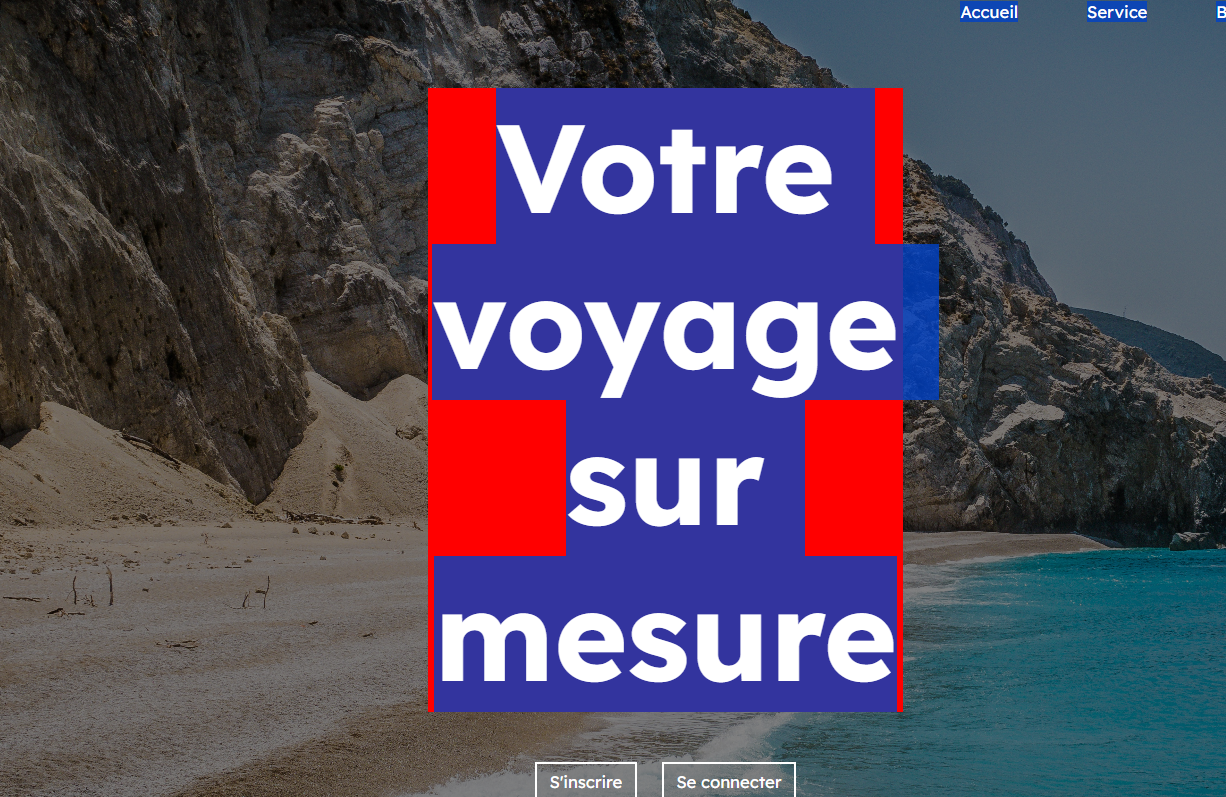 Accueil Service B
Votre
voyage
sur
mesure
S'inscrire Se connecter